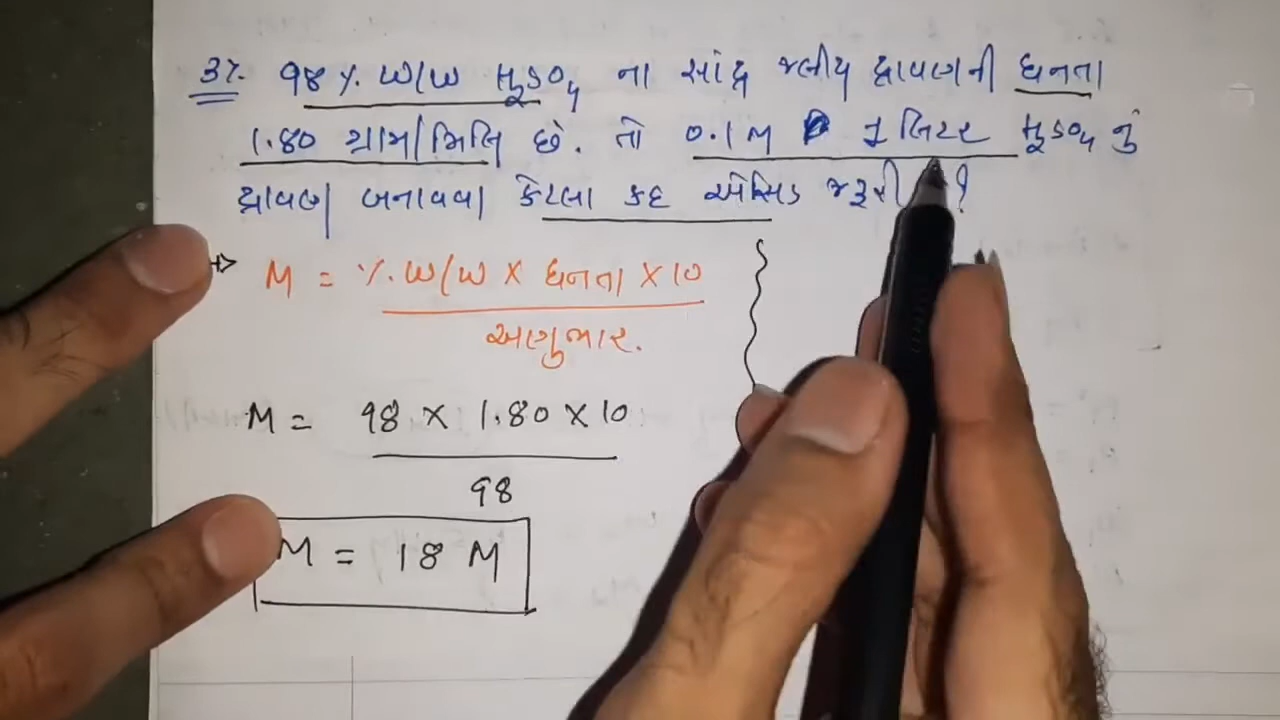 37. 98 % W/W H₂SO₄ ના સાંદ્ર જલીય દ્રાવણની ઘનતા
1.80 ગ્રામ/મિલિ છે. તો 0.1 M 1 લિટર H₂SO₄ નું
દ્રાવણ બનાવવા કેટલા કદ એસિડ જરૂરી ?
→ M = % W/W X ઘનતા X 10
અણુભાર.
M = 98 X 1.80 X 10
98
M = 18 M